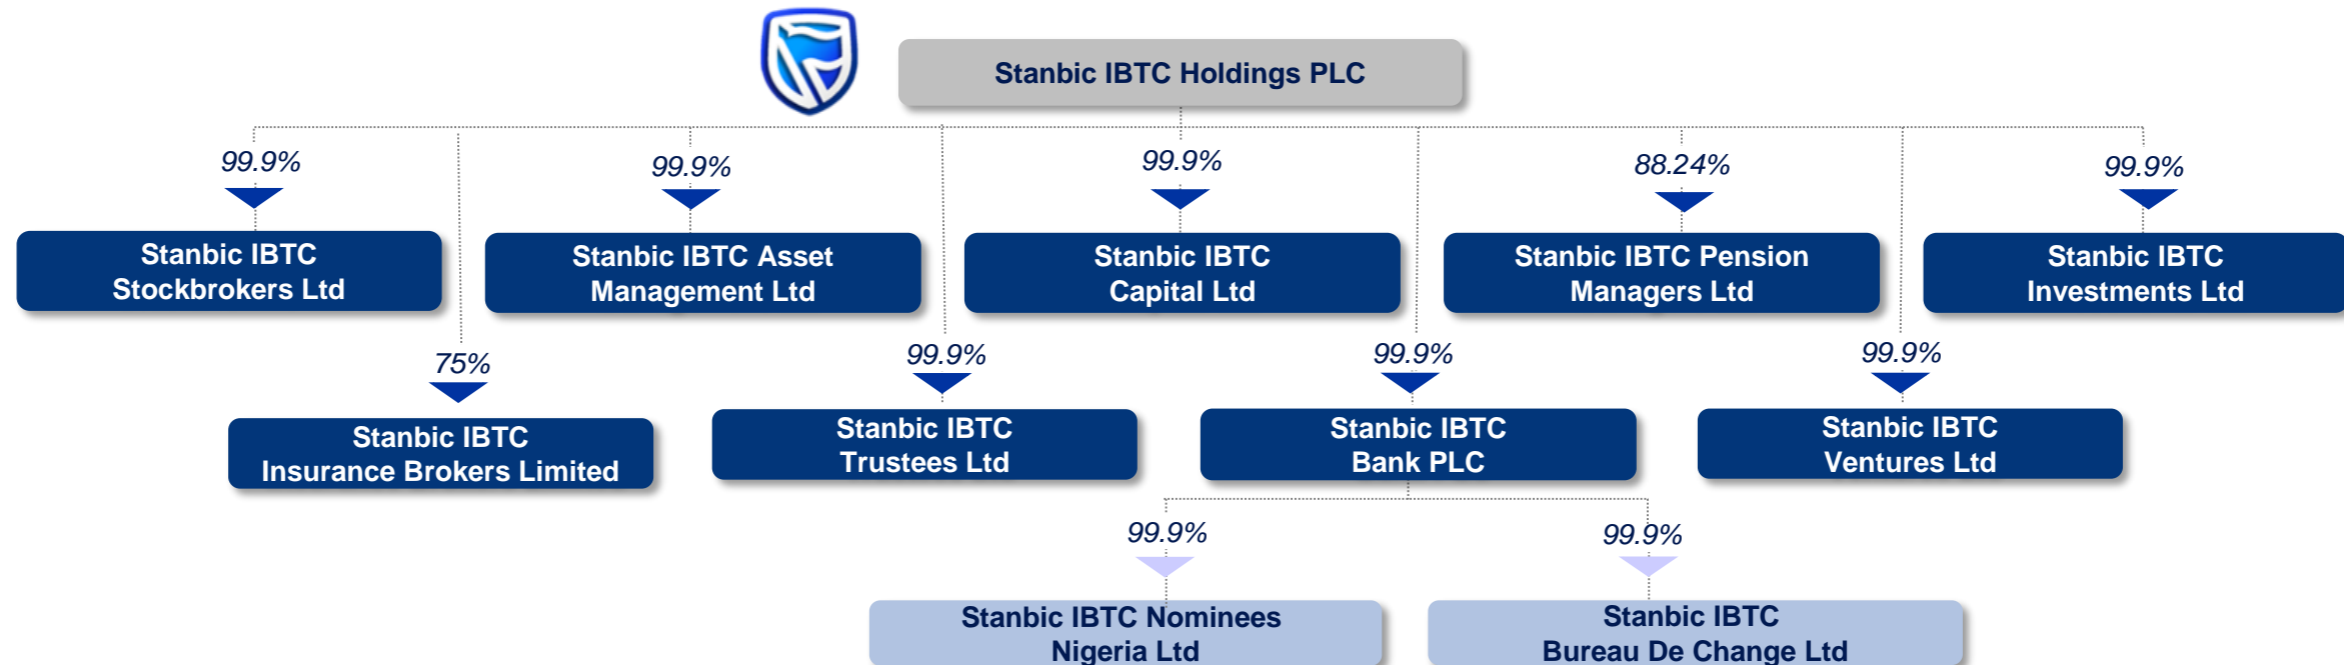 Stanbic IBTC Holdings PLC
99.9%
99.9%
99.9%
88.24%
99.9%
Stanbic IBTC
Stockbrokers Ltd
Stanbic IBTC Asset
Management Ltd
Stanbic IBTC
Capital Ltd
Stanbic IBTC Pension
Managers Ltd
Stanbic IBTC
Investments Ltd
75%
99.9%
99.9%
99.9%
Stanbic IBTC
Insurance Brokers Limited
Stanbic IBTC
Trustees Ltd
Stanbic IBTC
Bank PLC
Stanbic IBTC
Ventures Ltd
99.9%
99.9%
Stanbic IBTC Nominees
Nigeria Ltd
Stanbic IBTC
Bureau De Change Ltd